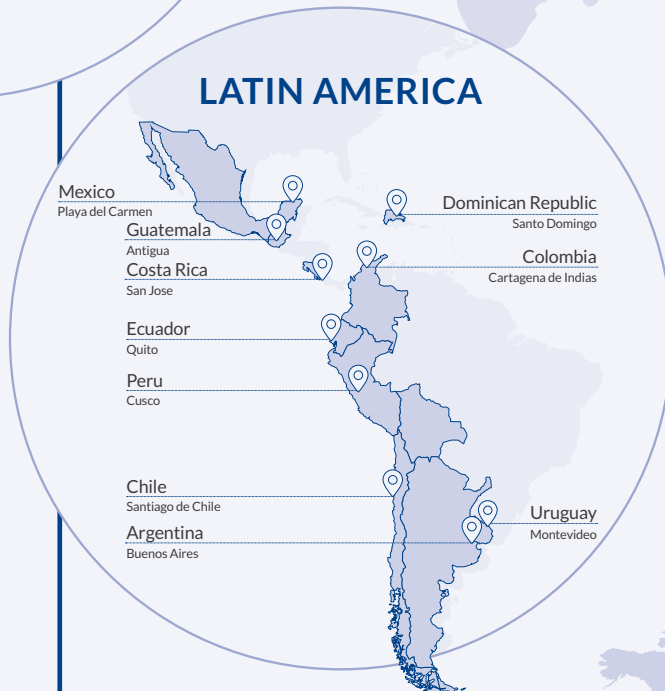 LATIN AMERICA
Mexico
Playa del Carmen
Guatemala
Antigua
Costa Rica
San Jose
Ecuador
Quito
Peru
Cusco
Chile
Santiago de Chile
Argentina
Buenos Aires
Dominican Republic
Santo Domingo
Colombia
Cartagena de Indias
Uruguay
Montevideo